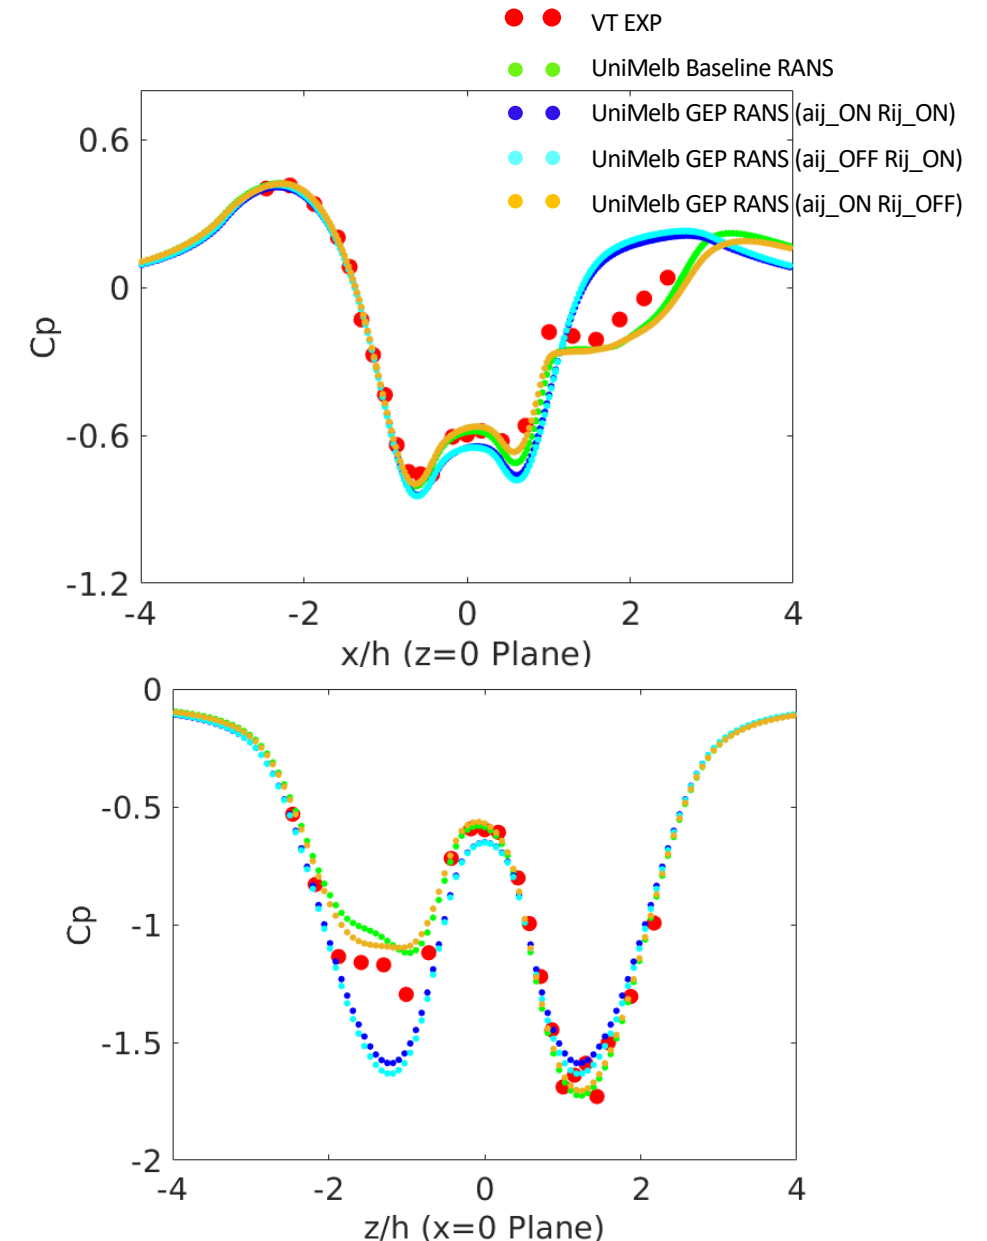 VT EXP
UniMelb Baseline RANS
UniMelb GEP RANS (aij_ON Rij_ON)
UniMelb GEP RANS (aij_OFF Rij_ON)
UniMelb GEP RANS (aij_ON Rij_OFF)
0.6
0
-0.6
-1.2
Cp
-4 -2 0 2 4
x/h (z=0 Plane)
0
-0.5
-1
-1.5
-2
Cp
-4 -2 0 2 4
z/h (x=0 Plane)